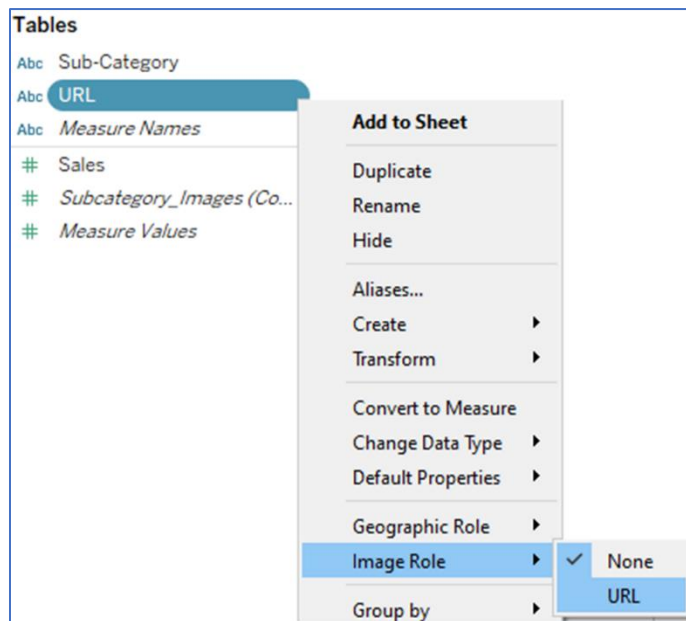 Tables
Abc Sub-Category
Abc URL
Abc Measure Names
# Sales
# Subcategory_Images (Co...
# Measure Values
Add to Sheet
Duplicate
Rename
Hide
Aliases...
Create
Transform
Convert to Measure
Change Data Type
Default Properties
Geographic Role
Image Role
None
URL
Group by